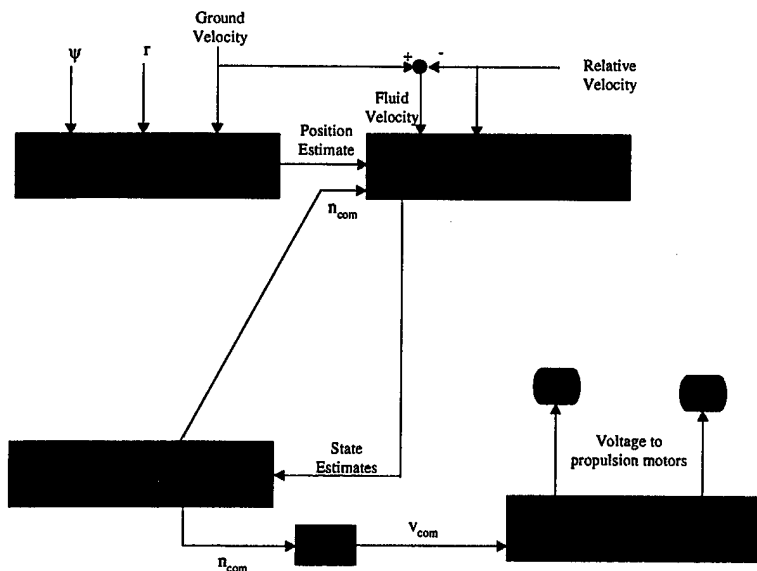 Ground
Velocity
ψ
r
+
-
Relative
Velocity
Fluid
Velocity
Position
Estimate
n_com
State
Estimates
Voltage to
propulsion motors
v_com
n_com